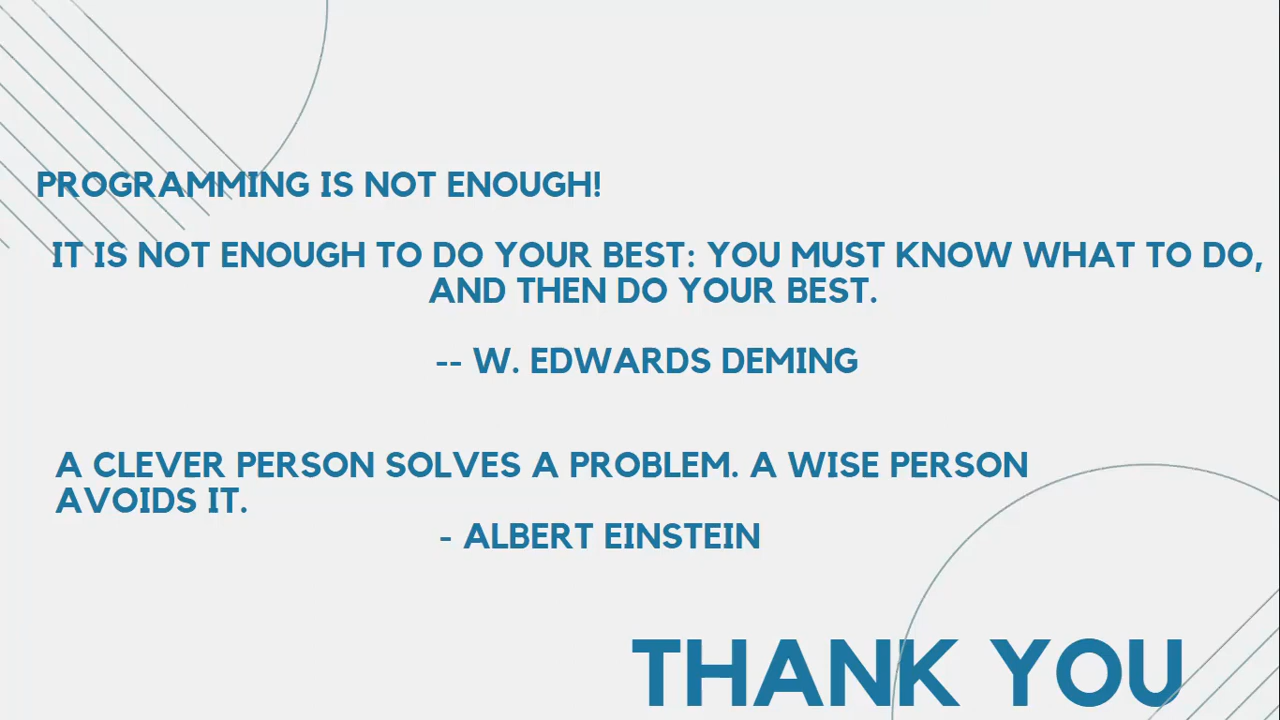 PROGRAMMING IS NOT ENOUGH!
IT IS NOT ENOUGH TO DO YOUR BEST: YOU MUST KNOW WHAT TO DO,
AND THEN DO YOUR BEST.
-- W. EDWARDS DEMING
A CLEVER PERSON SOLVES A PROBLEM. A WISE PERSON
AVOIDS IT.
- ALBERT EINSTEIN
THANK YOU